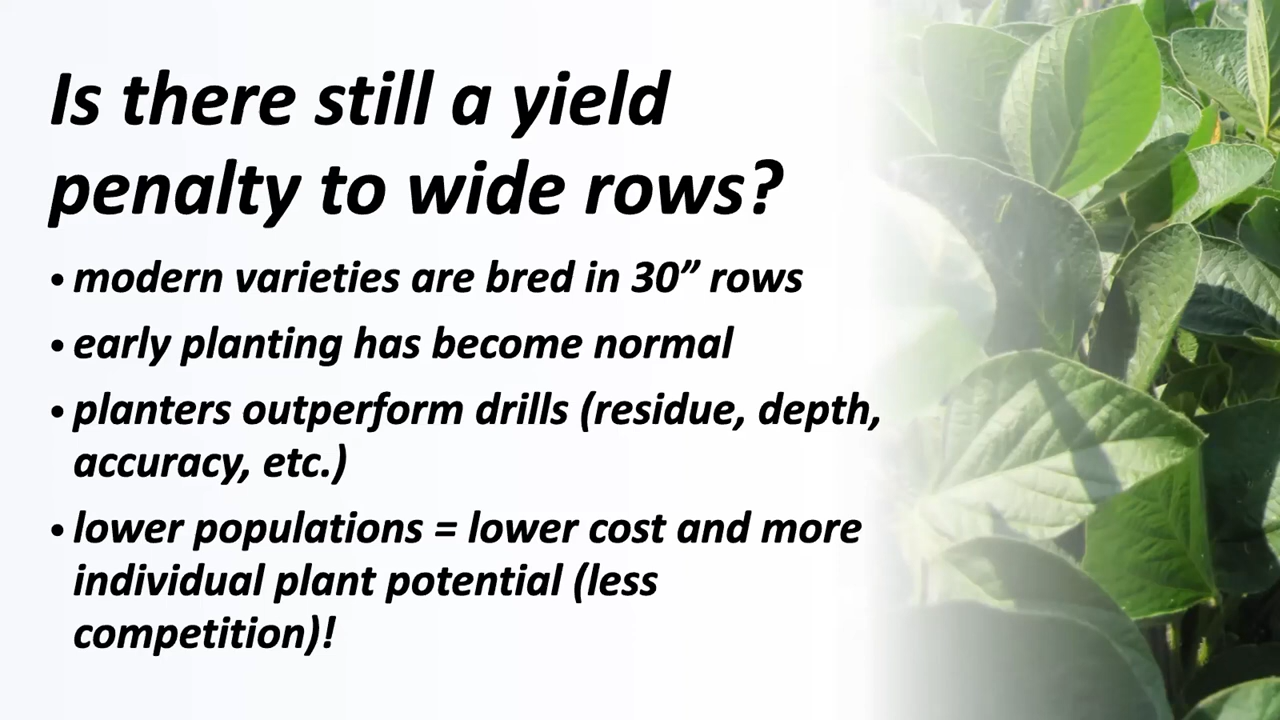 Is there still a yield
penalty to wide rows?
• modern varieties are bred in 30” rows
• early planting has become normal
• planters outperform drills (residue, depth,
accuracy, etc.)
• lower populations = lower cost and more
individual plant potential (less
competition)!